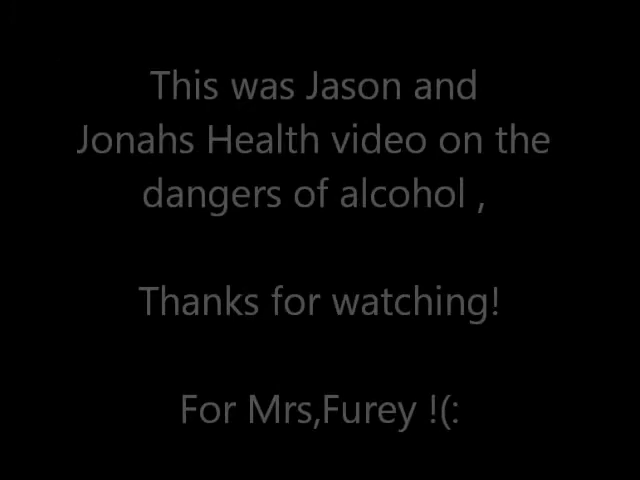 This was Jason and
Jonahs Health video on the
dangers of alcohol ,
Thanks for watching!
For Mrs,Furey !(: